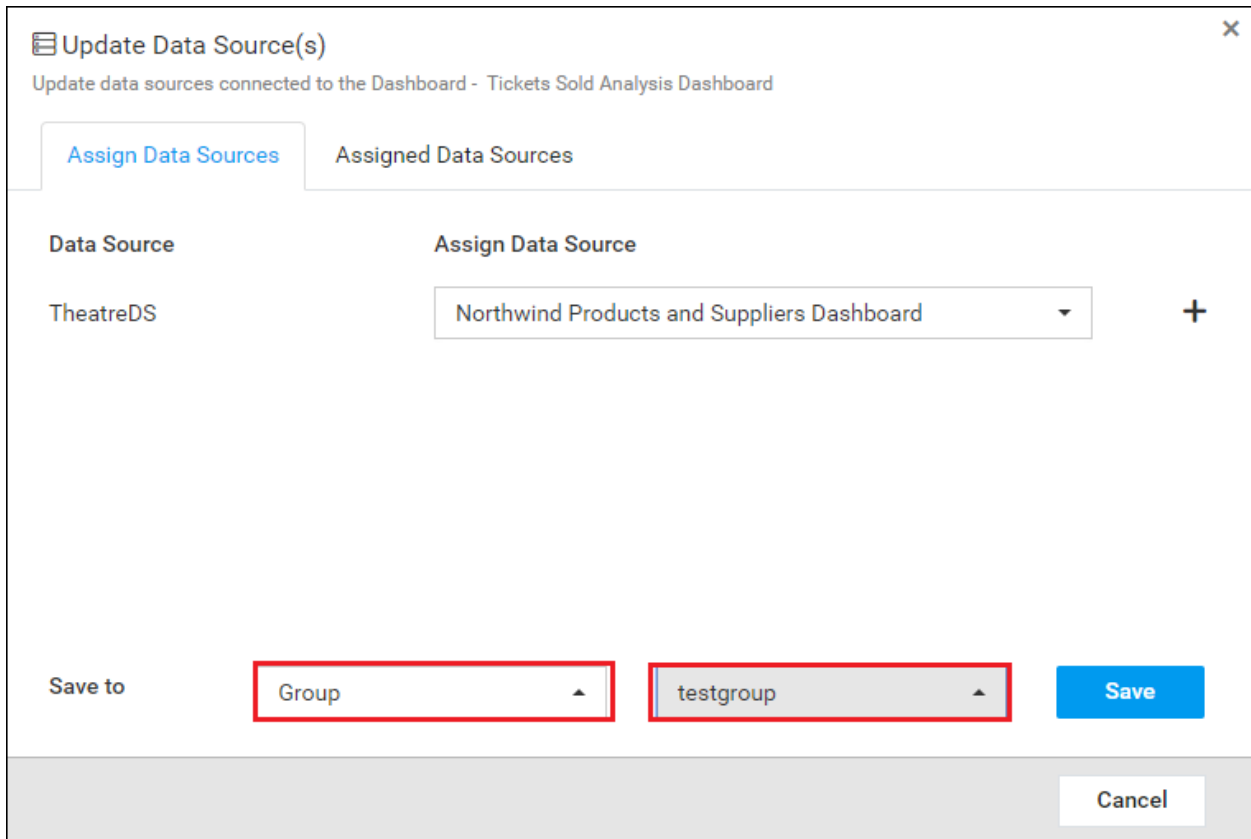 Update Data Source(s)
Update data sources connected to the Dashboard - Tickets Sold Analysis Dashboard
Assign Data Sources Assigned Data Sources
Data Source Assign Data Source
TheatreDS Northwind Products and Suppliers Dashboard
Save to Group testgroup Save
Cancel